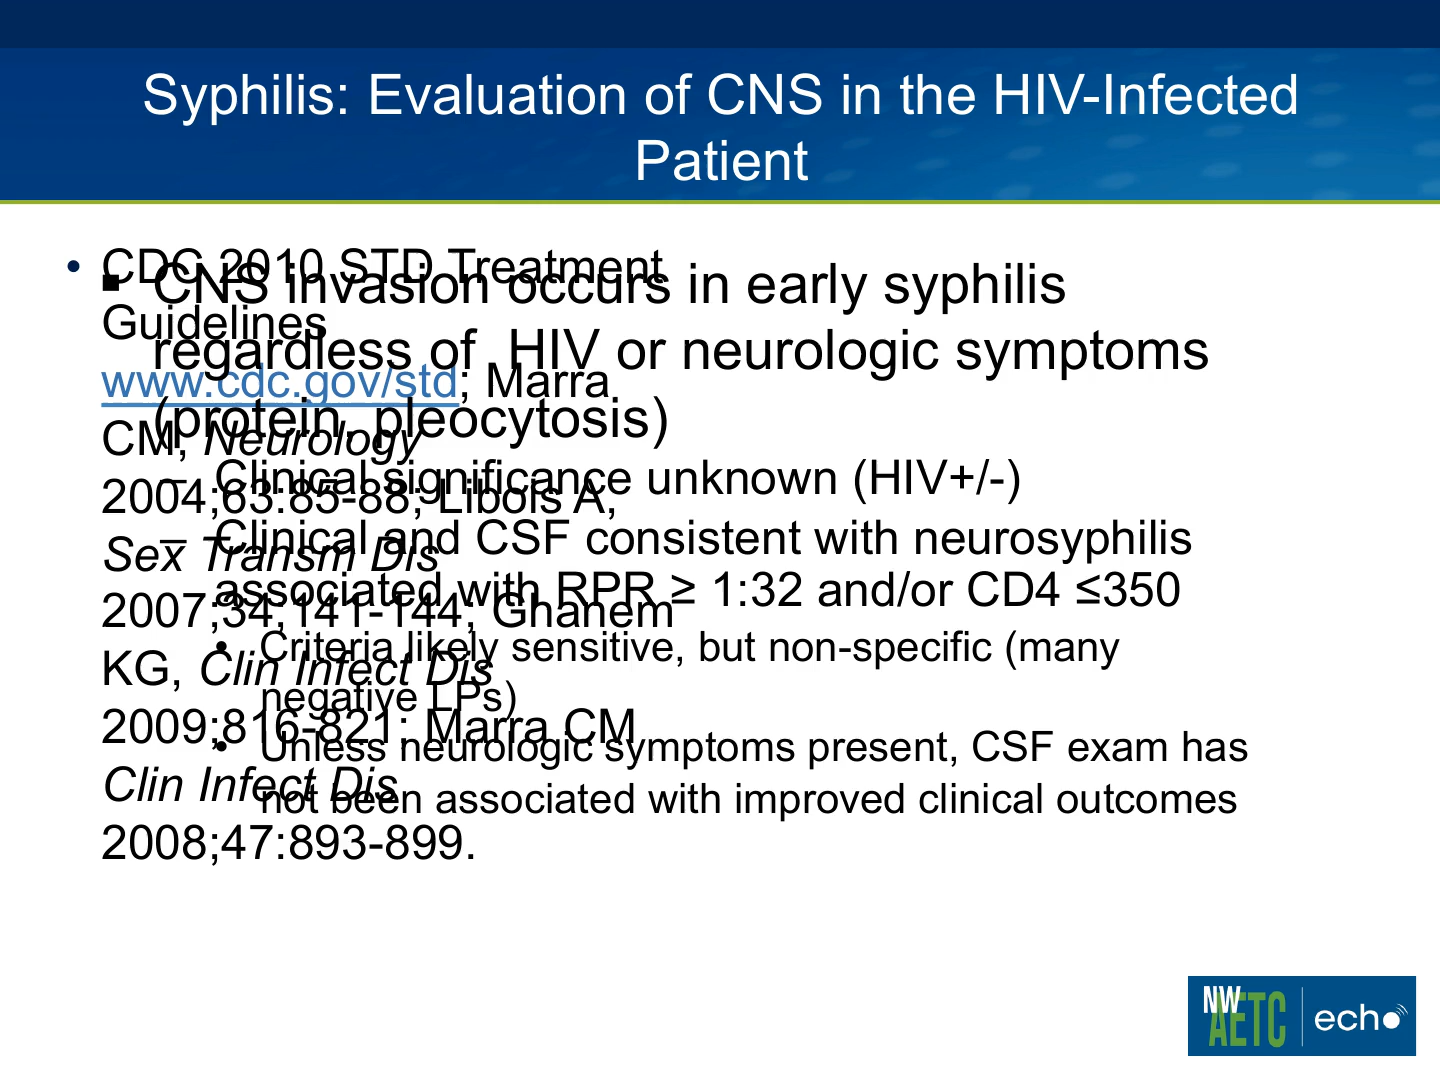 Syphilis: Evaluation of CNS in the HIV-Infected
Patient
• CDC 2010 STD Treatment
Guidelines
www.cdc.gov/std; Marra
CM, Neurology
2004;63:85-88; Libois A,
Sex Transm Dis
2007;34;141-144; Ghanem
KG, Clin Infect Dis
2009;816-821; Marra CM
Clin Infect Dis
2008;47:893-899.
▪ CNS invasion occurs in early syphilis
regardless of HIV or neurologic symptoms
(protein, pleocytosis)
– Clinical significance unknown (HIV+/-)
– Clinical and CSF consistent with neurosyphilis
associated with RPR ≥ 1:32 and/or CD4 ≤350
• Criteria likely sensitive, but non-specific (many
negative LPs)
• Unless neurologic symptoms present, CSF exam has
not been associated with improved clinical outcomes
NW
AETC
echo